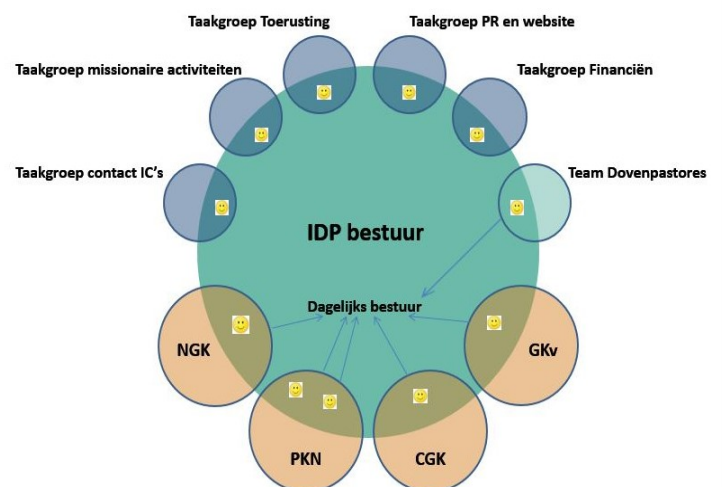 Taakgroep Toerusting
Taakgroep PR en website
Taakgroep missionaire activiteiten
Taakgroep Financiën
Taakgroep contact IC's
Team Dovenpastores
IDP bestuur
Dagelijks bestuur
NGK
GKv
PKN
CGK